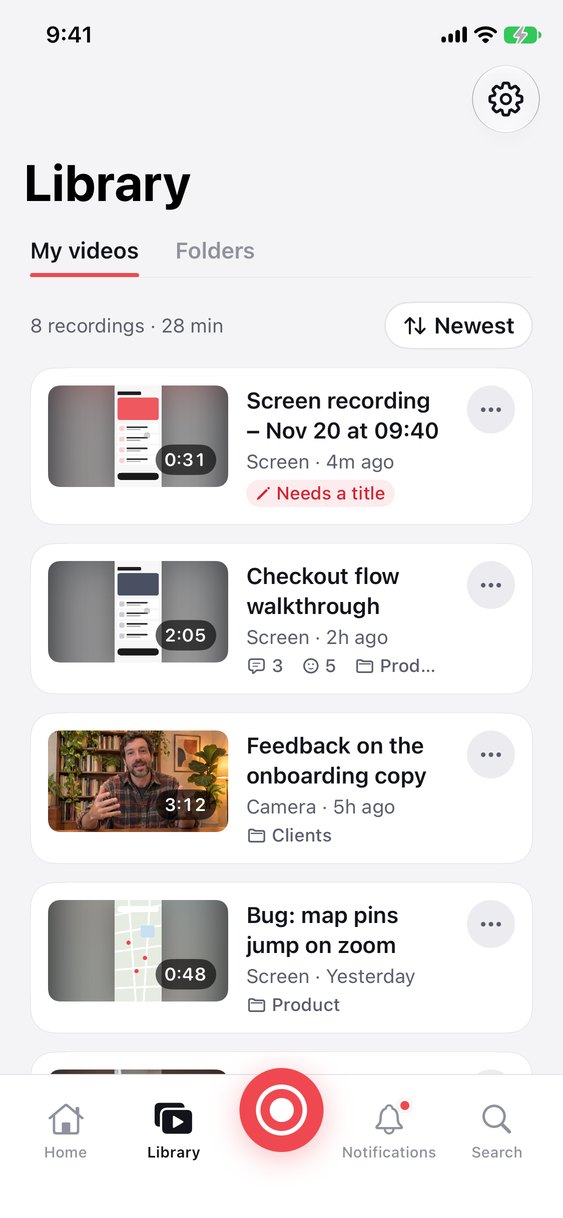 9:41
Library
My videos
Folders
8 recordings · 28 min
Newest
Screen recording
– Nov 20 at 09:40
Screen · 4m ago
Needs a title
0:31
Checkout flow
walkthrough
Screen · 2h ago
3
5
Prod...
2:05
Feedback on the
onboarding copy
Camera · 5h ago
Clients
3:12
Bug: map pins
jump on zoom
Screen · Yesterday
Product
0:48
Home
Library
Notifications
Search